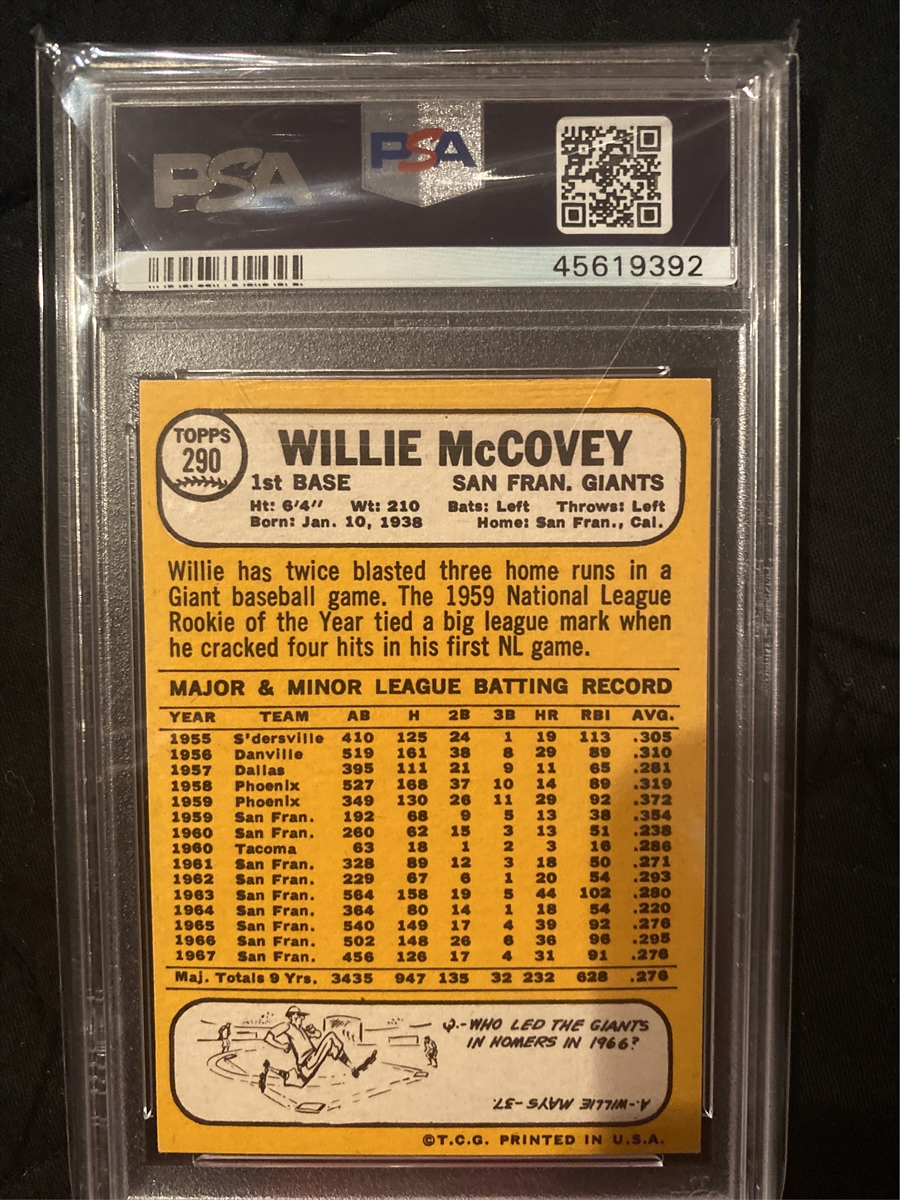 PSA PSA
45619392
TOPPS
290
WILLIE McCOVEY
1st BASE SAN FRAN. GIANTS
Ht: 6'4" Wt: 210 Bats: Left Throws: Left
Born: Jan. 10, 1938 Home: San Fran., Cal.
Willie has twice blasted three home runs in a
Giant baseball game. The 1959 National League
Rookie of the Year tied a big league mark when
he cracked four hits in his first NL game.
MAJOR & MINOR LEAGUE BATTING RECORD
YEAR TEAM AB H 2B 3B HR RBI AVG.
1955 S'dersville 410 125 24 1 19 113 .305
1956 Danville 519 161 38 8 29 89 .310
1957 Dallas 395 111 21 9 11 65 .281
1958 Phoenix 527 168 37 10 14 89 .319
1959 Phoenix 349 130 26 11 29 92 .372
1959 San Fran. 192 68 9 5 13 38 .354
1960 San Fran. 260 62 15 3 13 51 .238
1960 Tacoma 63 18 1 2 3 16 .286
1961 San Fran. 328 89 12 3 18 50 .271
1962 San Fran. 229 67 6 1 20 54 .293
1963 San Fran. 564 158 19 5 44 102 .280
1964 San Fran. 364 80 14 1 18 54 .220
1965 San Fran. 540 149 17 4 39 92 .276
1966 San Fran. 502 148 26 6 36 96 .295
1967 San Fran. 456 126 17 4 31 91 .276
Maj. Totals 9 Yrs. 3435 947 135 32 232 628 .276
Q.-WHO LED THE GIANTS
IN HOMERS IN 1966?
A.-WILLIE MAYS-37.
©T.C.G. PRINTED IN U.S.A.